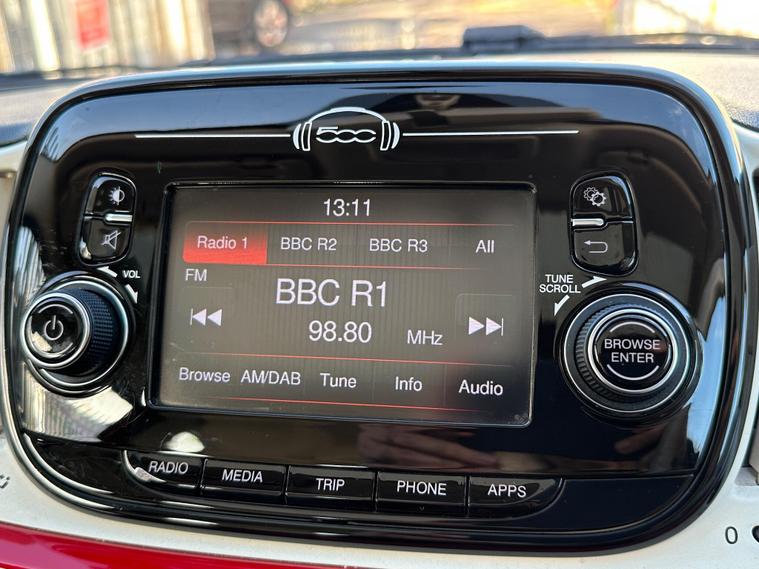 500
13:11
Radio 1 BBC R2 BBC R3 All
FM
BBC R1
98.80 MHz
Browse AM/DAB Tune Info Audio
VOL
TUNE
SCROLL
BROWSE
ENTER
RADIO MEDIA TRIP PHONE APPS
0